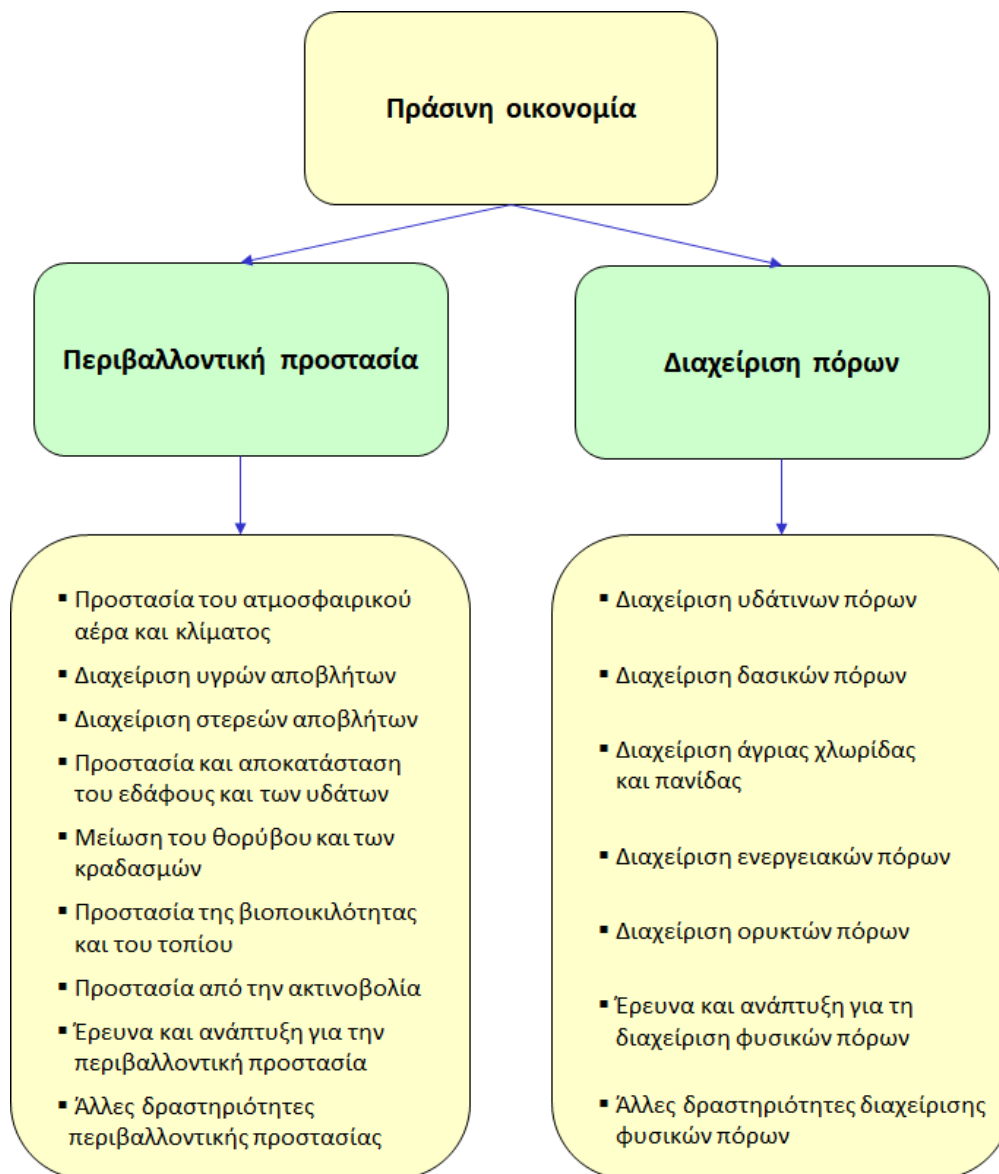 Πράσινη οικονομία
Περιβαλλοντική προστασία
Διαχείριση πόρων
▪ Προστασία του ατμοσφαιρικού
αέρα και κλίματος
▪ Διαχείριση υγρών αποβλήτων
▪ Διαχείριση στερεών αποβλήτων
▪ Προστασία και αποκατάσταση
του εδάφους και των υδάτων
▪ Μείωση του θορύβου και των
κραδασμών
▪ Προστασία της βιοποικιλότητας
και του τοπίου
▪ Προστασία από την ακτινοβολία
▪ Έρευνα και ανάπτυξη για την
περιβαλλοντική προστασία
▪ Άλλες δραστηριότητες
περιβαλλοντικής προστασίας
▪ Διαχείριση υδάτινων πόρων
▪ Διαχείριση δασικών πόρων
▪ Διαχείριση άγριας χλωρίδας
και πανίδας
▪ Διαχείριση ενεργειακών πόρων
▪ Διαχείριση ορυκτών πόρων
▪ Έρευνα και ανάπτυξη για τη
διαχείριση φυσικών πόρων
▪ Άλλες δραστηριότητες διαχείρισης
φυσικών πόρων